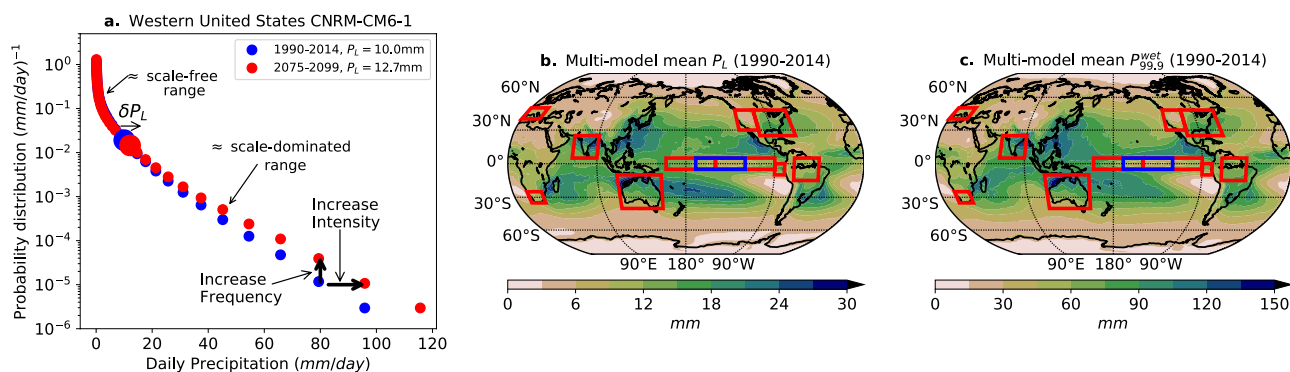 a. Western United States CNRM-CM6-1
1990-2014, P_L = 10.0mm
2075-2099, P_L = 12.7mm
≈ scale-free
range
δP_L
≈ scale-dominated
range
Increase
Intensity
Increase
Frequency
Probability distribution (mm/day)⁻¹
10⁰
10⁻¹
10⁻²
10⁻³
10⁻⁴
10⁻⁵
10⁻⁶
0 20 40 60 80 100 120
Daily Precipitation (mm/day)
b. Multi-model mean P_L (1990-2014)
60°N
30°N
0°
30°S
60°S
90°E 180° 90°W
0 6 12 18 24 30
mm
c. Multi-model mean P^{wet}_{99.9} (1990-2014)
60°N
30°N
0°
30°S
60°S
90°E 180° 90°W
0 30 60 90 120 150
mm